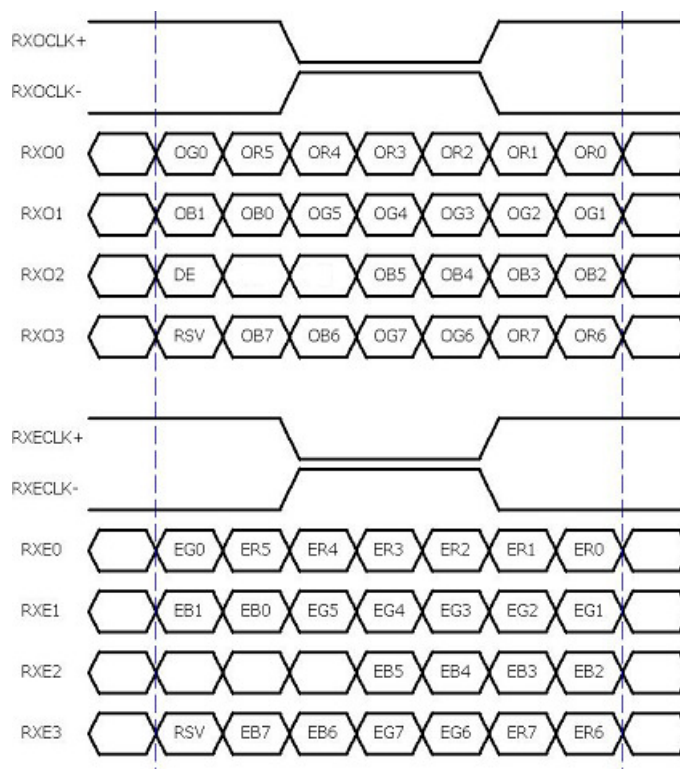 RXOCLK+
RXOCLK-
RXO0 OG0 OR5 OR4 OR3 OR2 OR1 OR0
RXO1 OB1 OB0 OG5 OG4 OG3 OG2 OG1
RXO2 DE OB5 OB4 OB3 OB2
RXO3 RSV OB7 OB6 OG7 OG6 OR7 OR6
RXECLK+
RXECLK-
RXE0 EG0 ER5 ER4 ER3 ER2 ER1 ER0
RXE1 EB1 EB0 EG5 EG4 EG3 EG2 EG1
RXE2 EB5 EB4 EB3 EB2
RXE3 RSV EB7 EB6 EG7 EG6 ER7 ER6